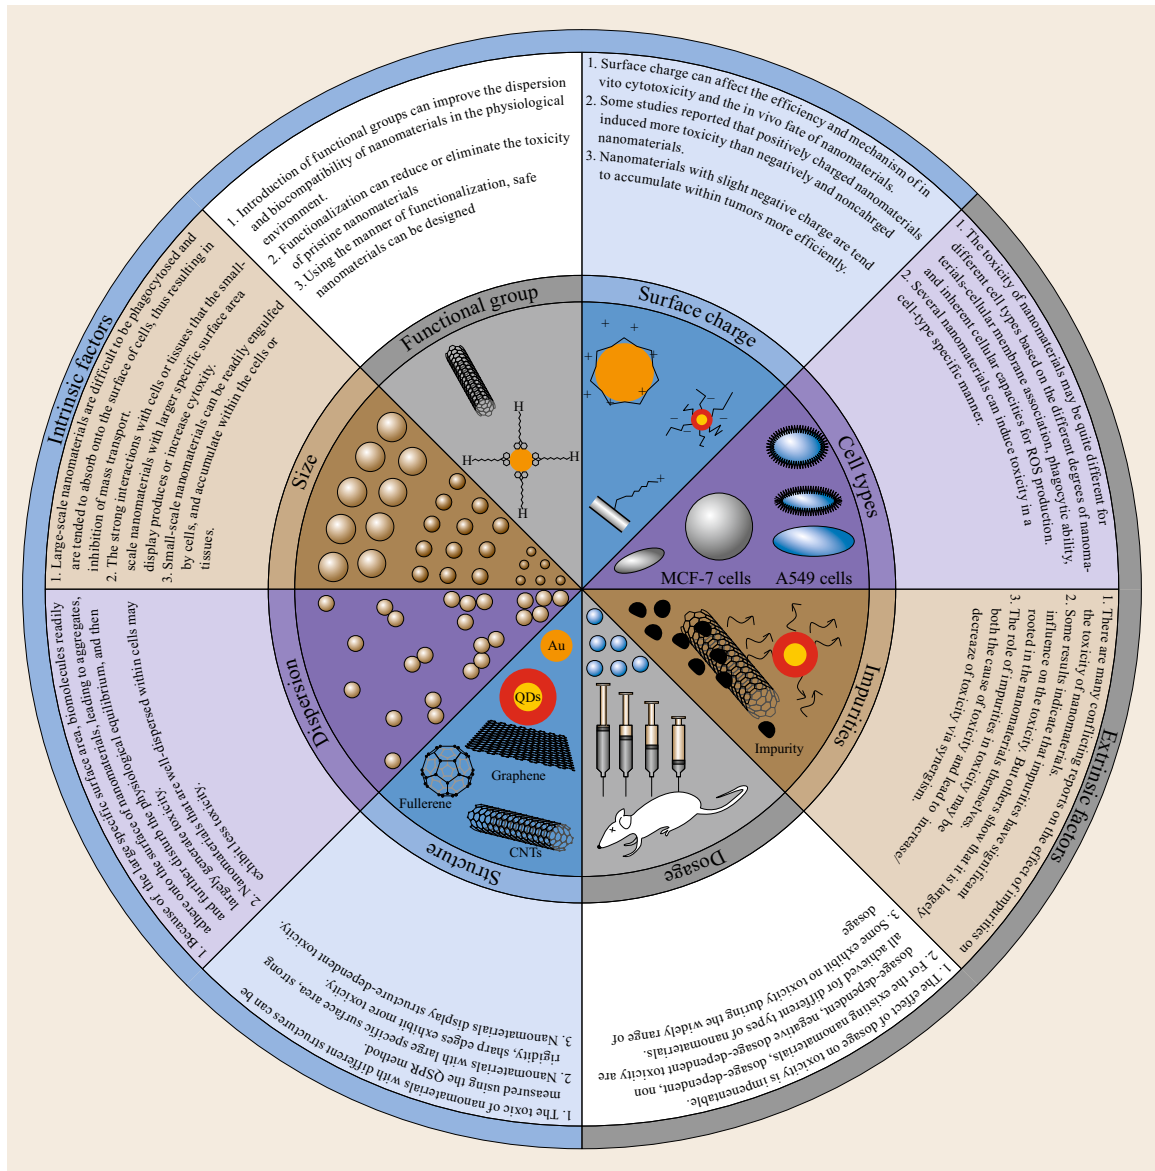 Intrinsic factors
Extrinsic factors
Functional group
1. Introduction of functional groups can improve the dispersion
and biocompatibility of nanomaterials in the physiological
environment.
2. Functionalization can reduce or eliminate the toxicity
of pristine nanomaterials
3. Using the manner of functionalization, safe
nanomaterials can be designed
H
H
H
H
Surface charge
1. Surface charge can affect the efficiency and mechanism of in
vito cytotoxicity and the in vivo fate of nanomaterials.
2. Some studies reported that positively charged nanomaterials
induced more toxicity than negatively and noncahrged
nanomaterials.
3. Nanomaterials with slight negative charge are tend
to accumulate within tumors more efficiently.
+
+
+
+
+
+
+
–
–
–
–
Cell types
1. The toxicity of nanomaterials may be quite different for
different cell types based on the different degrees of nanoma-
terials-cellular membrane association, phagocytic ability,
and inherent cellular capacities for ROS production.
2. Several nanomaterials can induce toxicity in a
cell-type specific manner.
MCF-7 cells
A549 cells
Impurities
1. There are many conflicting reports on the effect of impurities on
the toxicity of nanomaterials.
2. Some results indicate that impurities have significant
influence on the toxicity. But others show that it is largely
rooted in the nanomaterials themselves.
3. The role of impurities in toxicity may be
both the cause of toxicity and lead to increase/
decreaze of toxicity via synergism.
Impurity
Dosage
1. The effect of dosage on toxicity is impenentable.
2. For the existing nanomaterials, dosage-dependent, non
dosage-dependent, negative dosage-dependent toxicity are
all achieved for different types of nanomaterials.
3. Some exhibit no toxicity during the widely range of
dosage
Structure
1. The toxic of nanomaterials with different structures can be
measured using the QSPR method.
2. Nanomaterials with large specific surface area, strong
rigidity, sharp edges exhibit more toxicity.
3. Nanomaterials display structure-dependent toxicity.
Au
QDs
Graphene
Fullerene
CNTs
Dispersion
1. Because of the large specific surface area, biomolecules readily
adhere onto the surface of nanomaterials, leading to aggregates,
and further disturb the physiological equilibrium, and then
largely generate toxicity.
2. Nanomaterials that are well-dispersed within cells may
exhibit less toxicity.
Size
1. Large-scale nanomaterials are difficult to be phagocytosed and
are tended to absorb onto the surface of cells, thus resulting in
inhibition of mass transport.
2. The strong interactions with cells or tissues that the small-
scale nanomaterials with larger specific surface area
display produces or increase cytoxity.
3. Small-scale nanomaterials can be readily engulfed
by cells, and accumulate within the cells or
tissues.